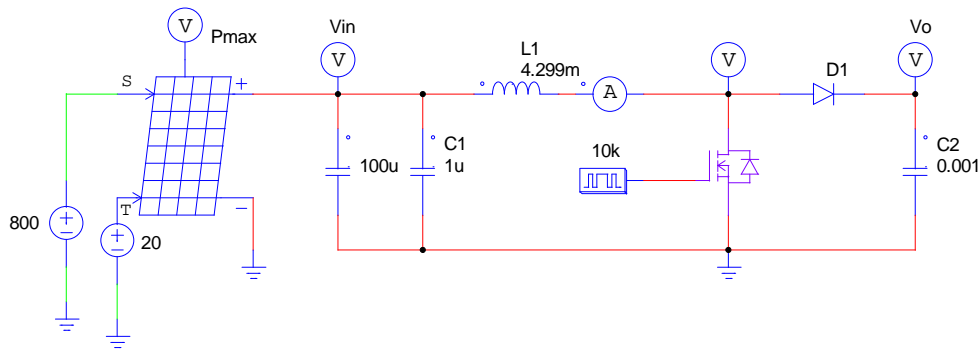 V
Pmax
Vin
V
L1
4.299m
A
V
D1
Vo
V
S
+
100u
C1
1u
10k
C2
0.001
T
−
800
20